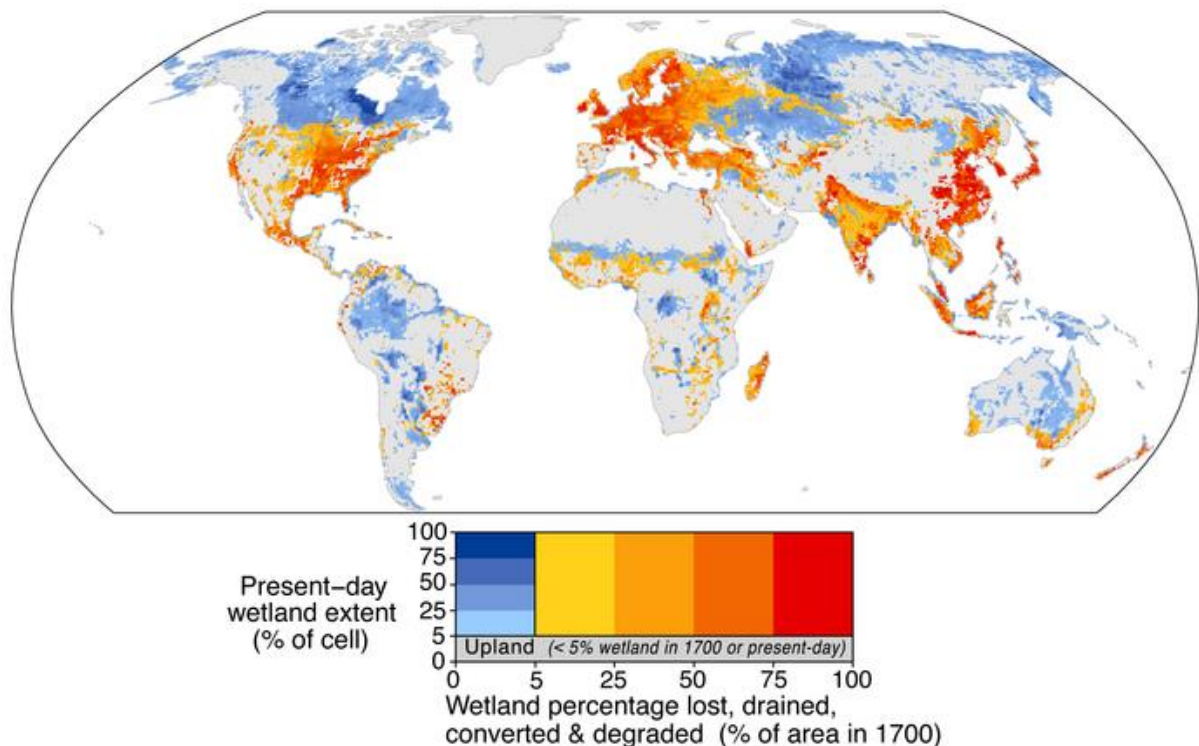 100
75
50
25
5
0
Present–day
wetland extent
(% of cell)
Upland (< 5% wetland in 1700 or present-day)
0 5 25 50 75 100
Wetland percentage lost, drained,
converted & degraded (% of area in 1700)